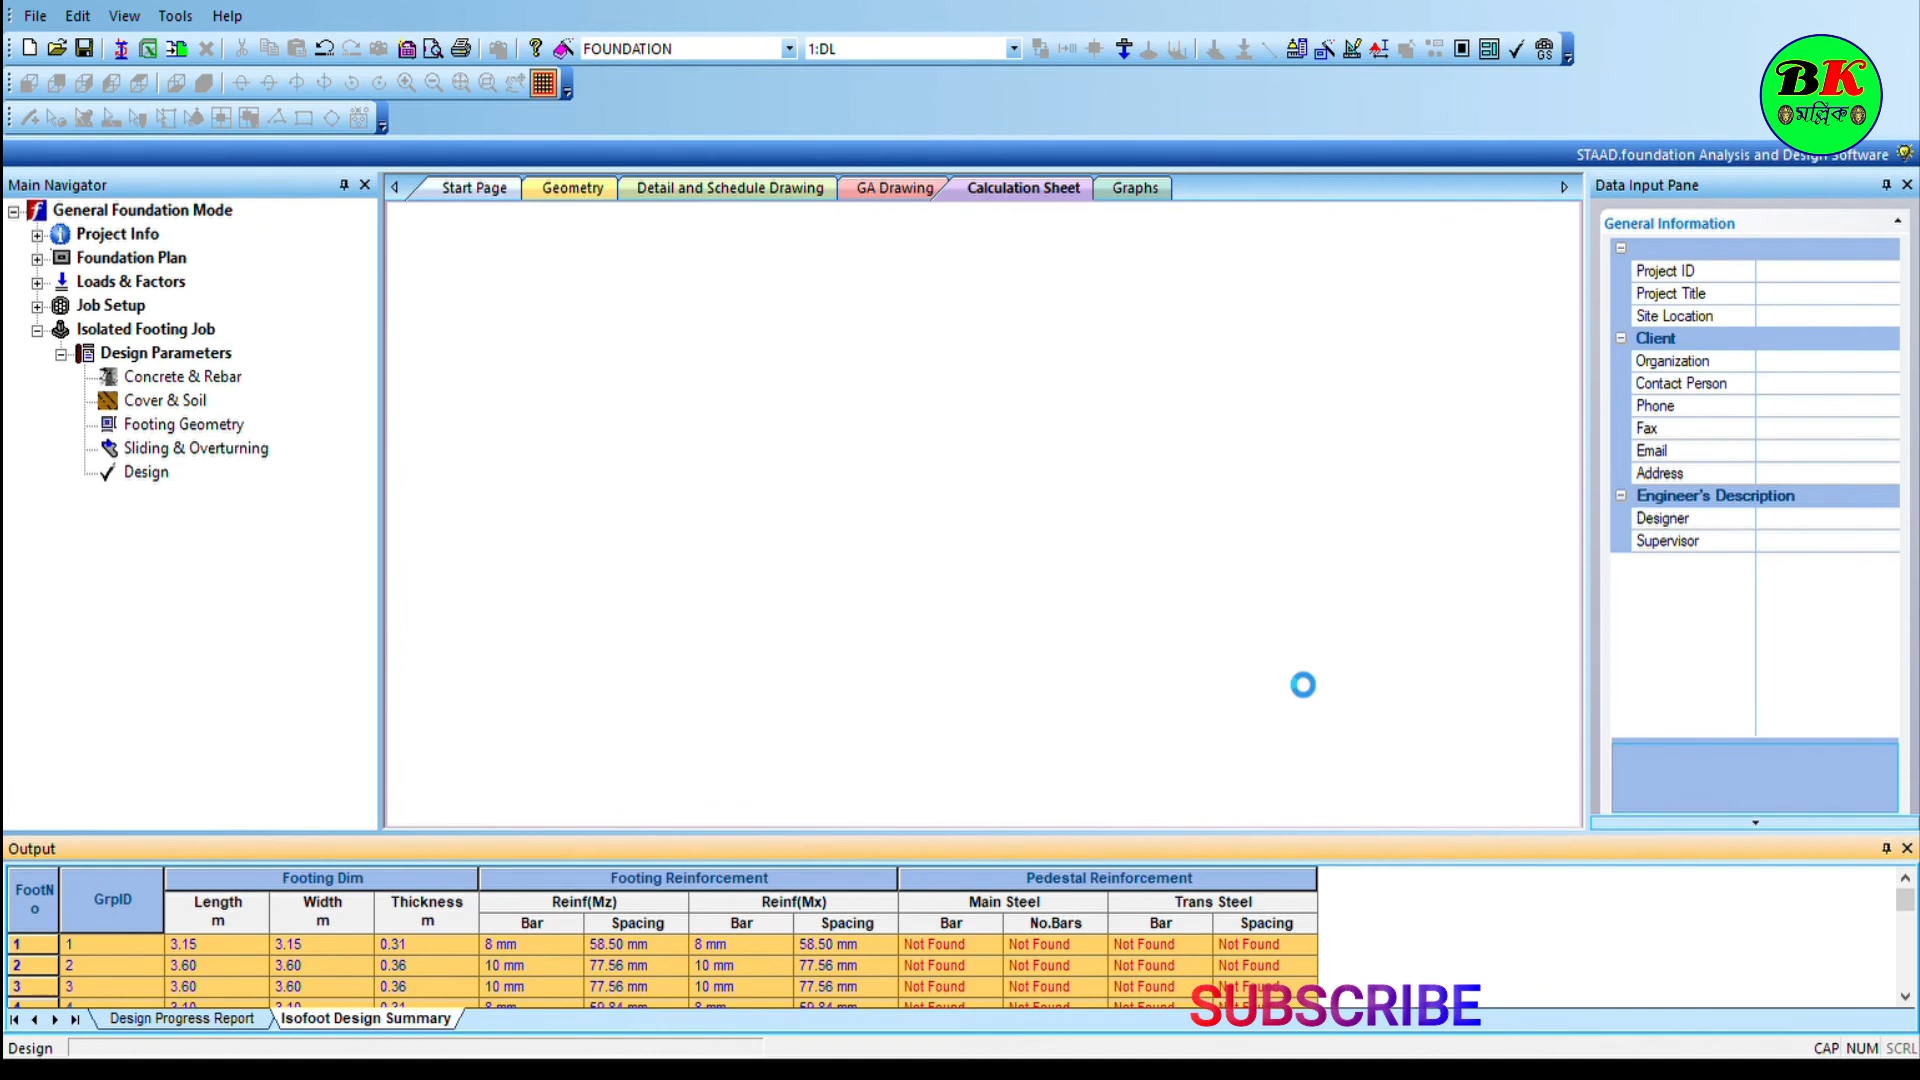 File Edit View Tools Help
FOUNDATION 1:DL
BK
মল্লিক
STAAD.foundation Analysis and Design Software
Main Navigator
General Foundation Mode
Project Info
Foundation Plan
Loads & Factors
Job Setup
Isolated Footing Job
Design Parameters
Concrete & Rebar
Cover & Soil
Footing Geometry
Sliding & Overturning
Design
Start Page Geometry Detail and Schedule Drawing GA Drawing Calculation Sheet Graphs
Data Input Pane
General Information
Project ID
Project Title
Site Location
Client
Organization
Contact Person
Phone
Fax
Email
Address
Engineer's Description
Designer
Supervisor
Output
FootN o GrpID Footing Dim Footing Reinforcement Pedestal Reinforcement
Length m Width m Thickness m Reinf(Mz) Reinf(Mx) Main Steel Trans Steel
Bar Spacing Bar Spacing Bar No.Bars Bar Spacing
1 1 3.15 3.15 0.31 8 mm 58.50 mm 8 mm 58.50 mm Not Found Not Found Not Found Not Found
2 2 3.60 3.60 0.36 10 mm 77.56 mm 10 mm 77.56 mm Not Found Not Found Not Found Not Found
3 3 3.60 3.60 0.36 10 mm 77.56 mm 10 mm 77.56 mm Not Found Not Found Not Found Not Found
SUBSCRIBE
Design Progress Report Isofoot Design Summary
Design CAP NUM SCRL